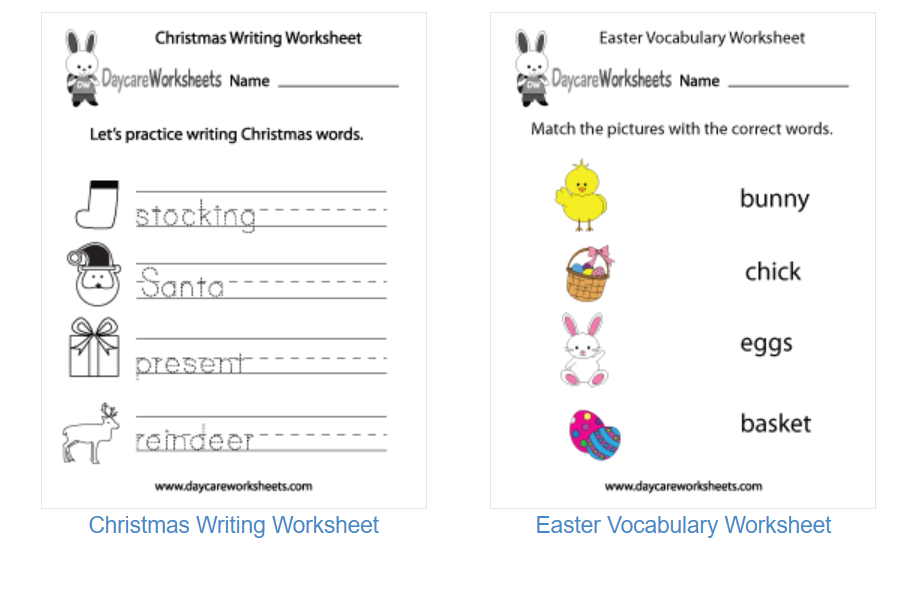 Christmas Writing Worksheet
DW DaycareWorksheets Name
Let's practice writing Christmas words.
stocking
Santa
present
reindeer
www.daycareworksheets.com
Christmas Writing Worksheet
Easter Vocabulary Worksheet
DW DaycareWorksheets Name
Match the pictures with the correct words.
bunny
chick
eggs
basket
www.daycareworksheets.com
Easter Vocabulary Worksheet